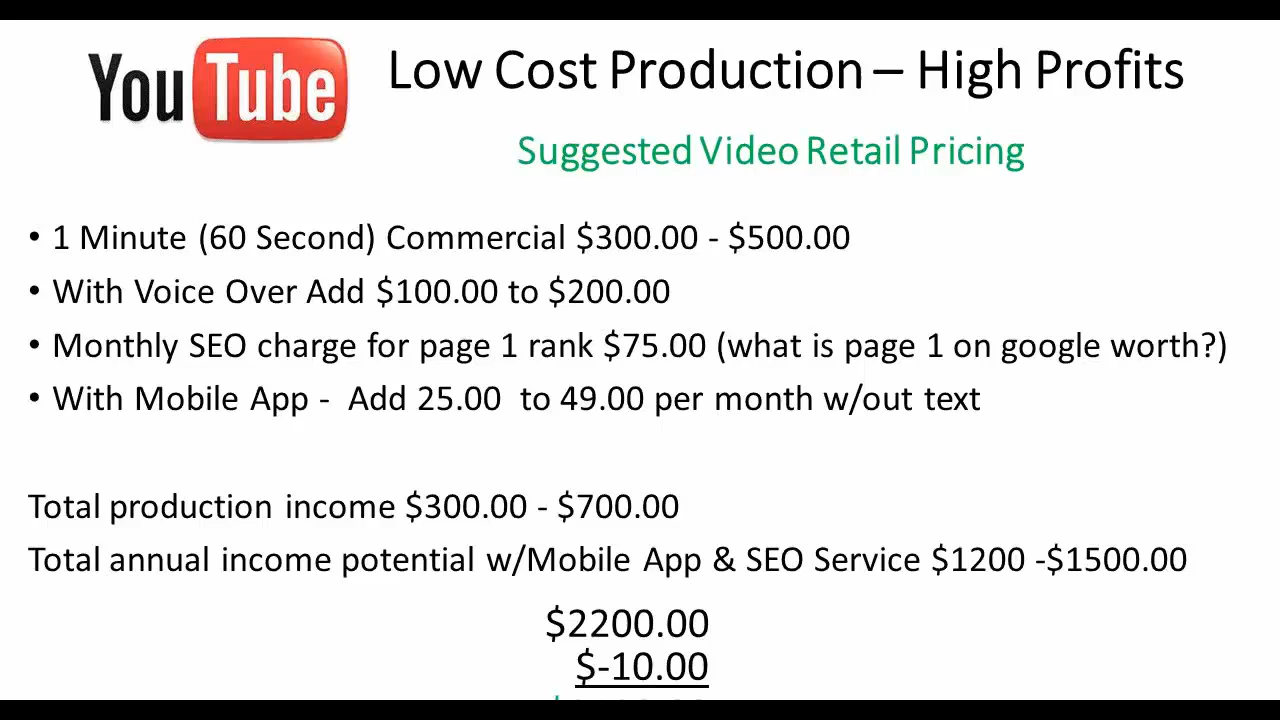 YouTube
Low Cost Production – High Profits
Suggested Video Retail Pricing
• 1 Minute (60 Second) Commercial $300.00 - $500.00
• With Voice Over Add $100.00 to $200.00
• Monthly SEO charge for page 1 rank $75.00 (what is page 1 on google worth?)
• With Mobile App - Add 25.00 to 49.00 per month w/out text
Total production income $300.00 - $700.00
Total annual income potential w/Mobile App & SEO Service $1200 -$1500.00
$2200.00
$-10.00